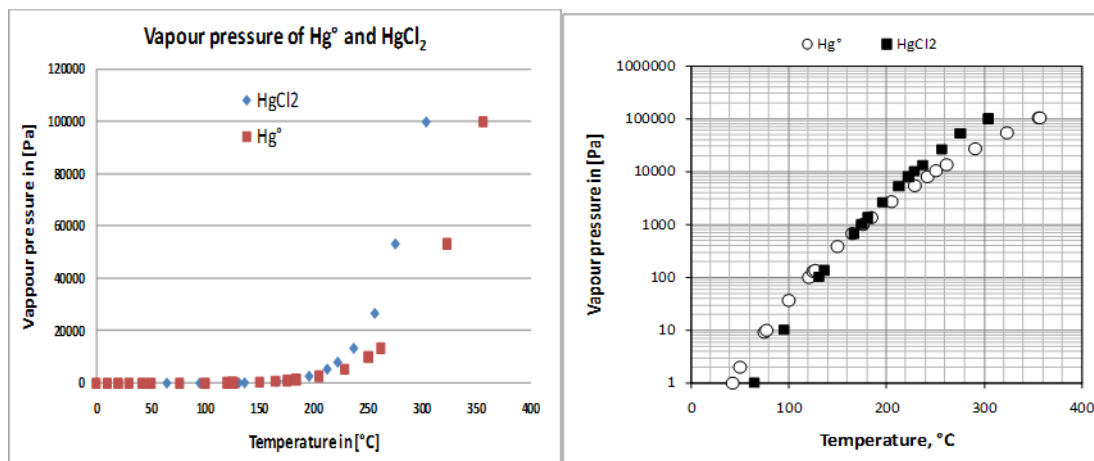 Vapour pressure of Hg° and HgCl2
120000
100000
80000
60000
40000
20000
0
Vappour pressure in [Pa]
HgCl2
Hg°
0 50 100 150 200 250 300 350 400
Temperature in [°C]
Hg° HgCl2
1000000
100000
10000
1000
100
10
1
Vapour pressure in [Pa]
0 100 200 300 400
Temperature, °C